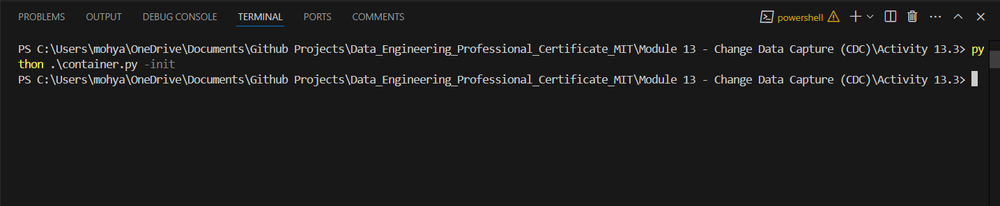 PROBLEMS OUTPUT DEBUG CONSOLE TERMINAL PORTS COMMENTS powershell
PS C:\Users\mohya\OneDrive\Documents\Github Projects\Data_Engineering_Professional_Certificate_MIT\Module 13 - Change Data Capture (CDC)\Activity 13.3> py
thon .\container.py -init
PS C:\Users\mohya\OneDrive\Documents\Github Projects\Data_Engineering_Professional_Certificate_MIT\Module 13 - Change Data Capture (CDC)\Activity 13.3>